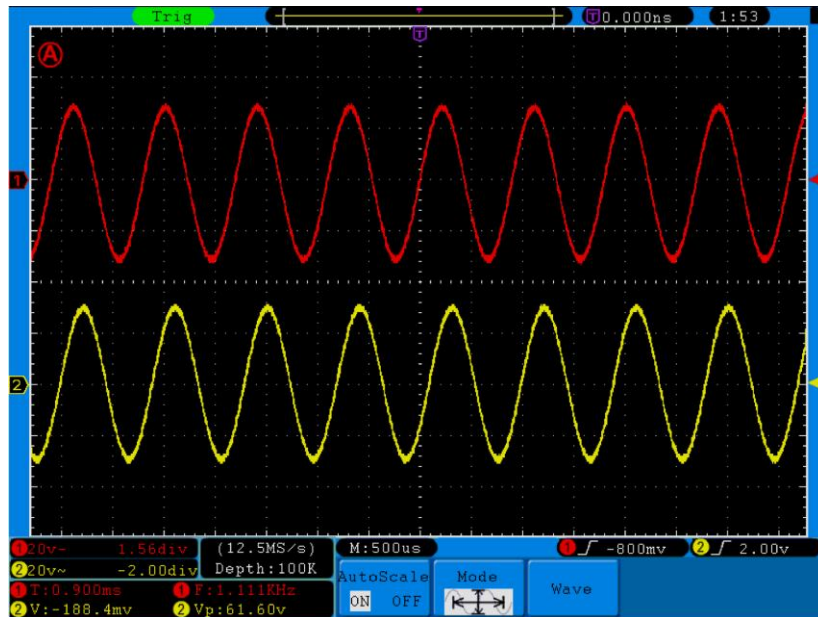 Trig T 0.000ns 1:53
T
A
1
2
1 20v- 1.56div (12.5MS/s) M:500us 1 -800mv 2 2.00v
2 20v~ -2.00div Depth:100K
1 T:0.900ms 1 F:1.111KHz
2 V:-188.4mv 2 Vp:61.60v
AutoScale Mode Wave
ON OFF